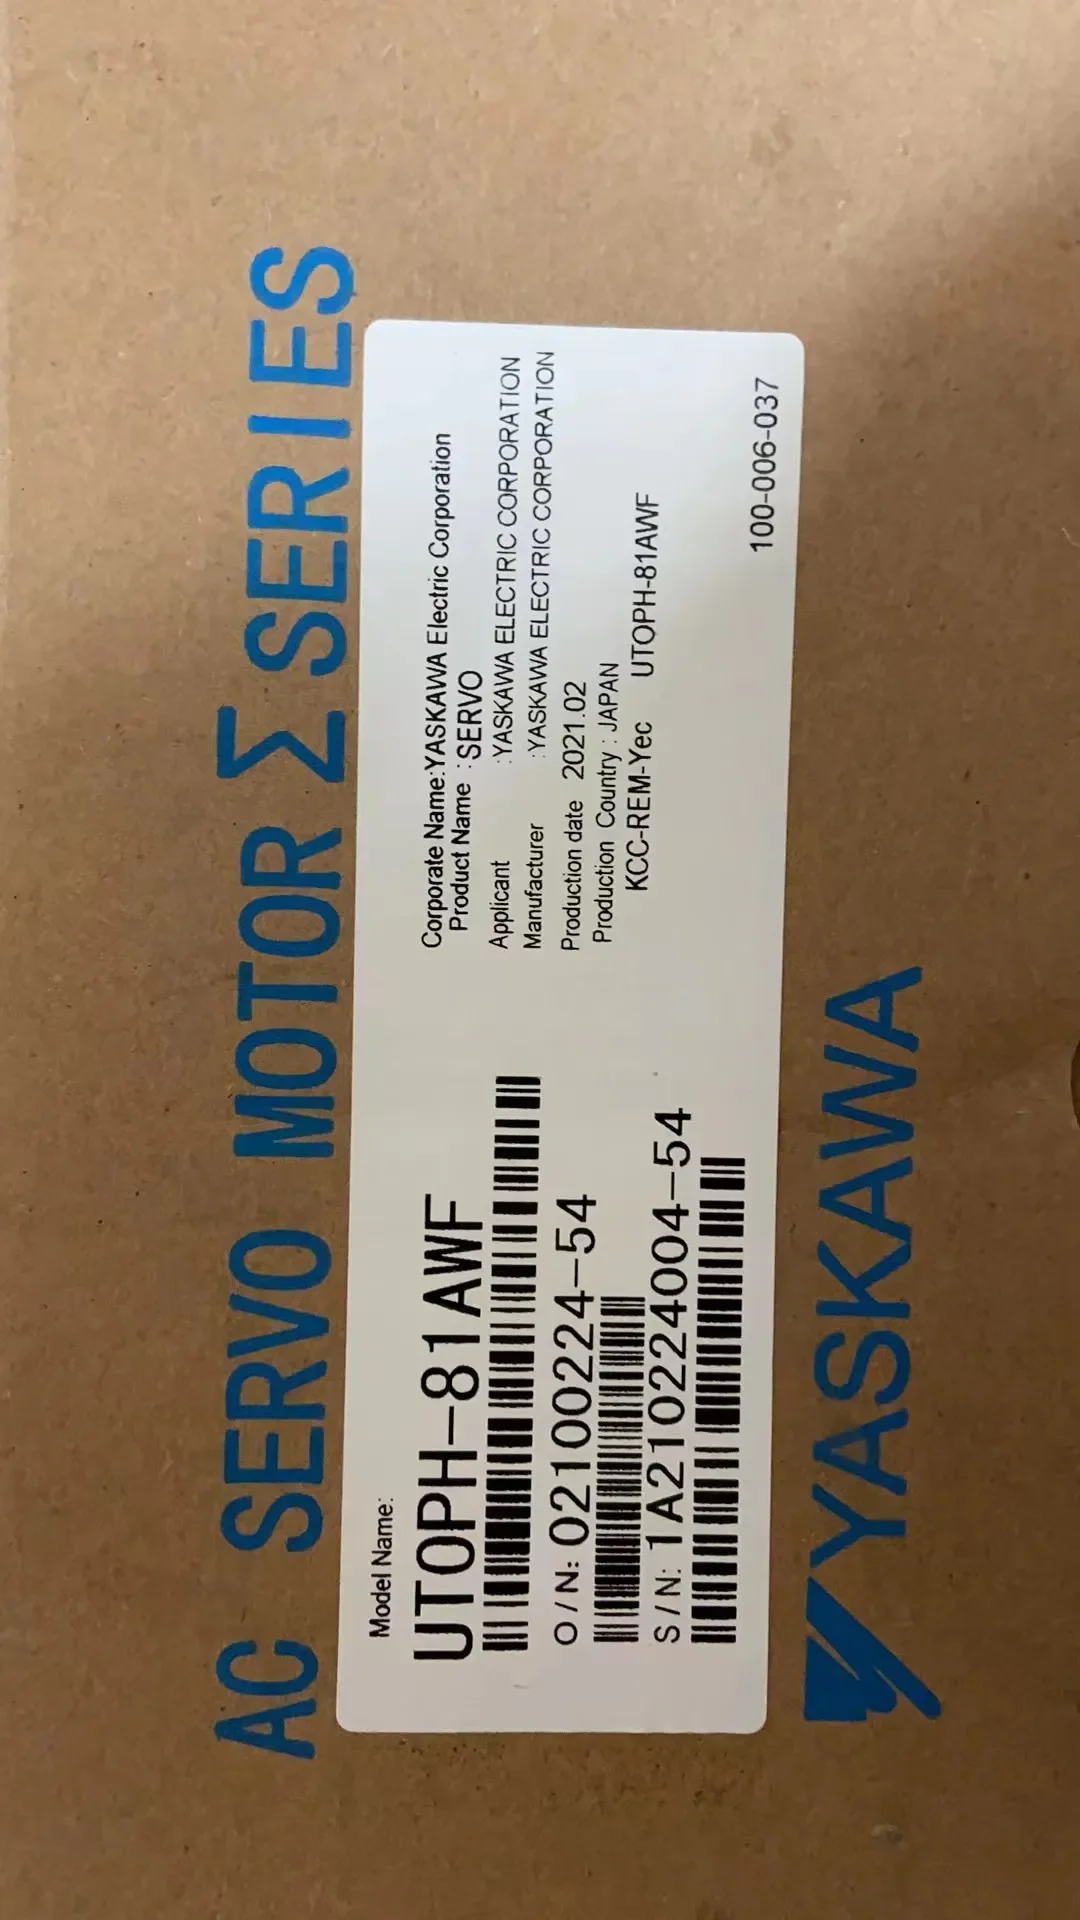 AC SERVO MOTOR Σ SERIES
Model Name:
UTOPH-81AWF
O/N: 02100224-54
S/N: 1A210224004-54
Corporate Name:YASKAWA Electric Corporation
Product Name :SERVO
Applicant :YASKAWA ELECTRIC CORPORATION
Manufacturer :YASKAWA ELECTRIC CORPORATION
Production date 2021.02
Production Country : JAPAN
KCC-REM-Yec UTOPH-81AWF
100-006-037
YASKAWA